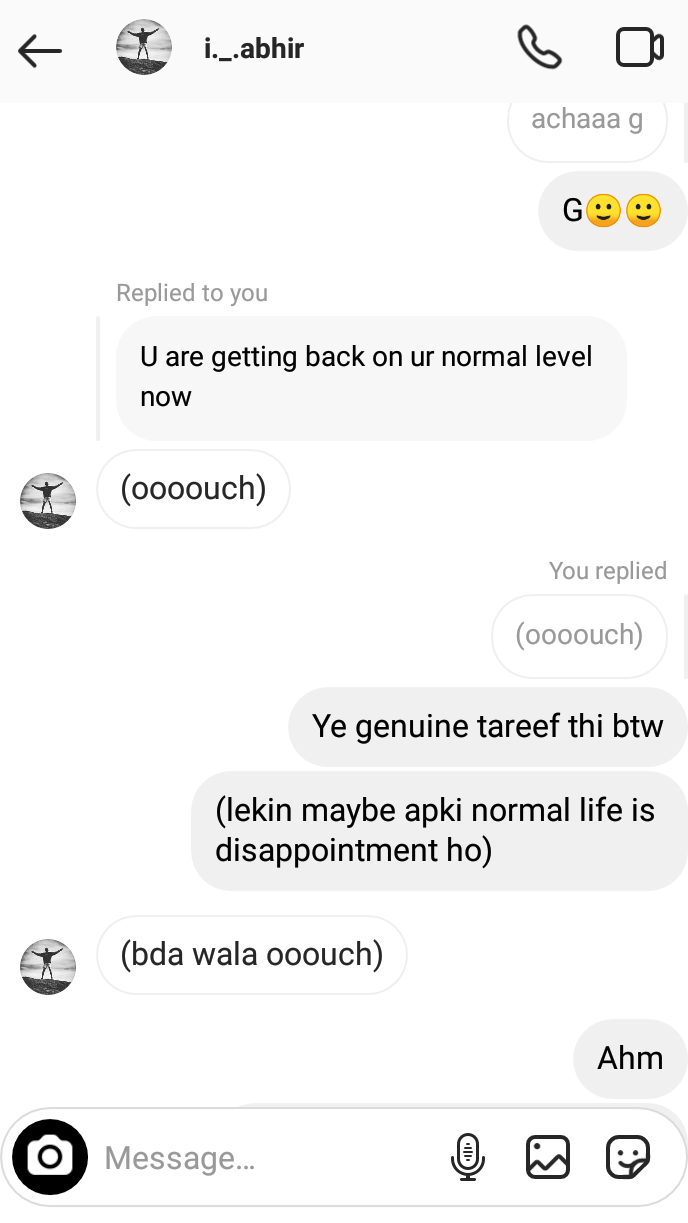 i._.abhir
achaaa g
G🙂🙂
Replied to you
U are getting back on ur normal level
now
(oooouch)
You replied
(oooouch)
Ye genuine tareef thi btw
(lekin maybe apki normal life is
disappointment ho)
(bda wala ooouch)
Ahm
Message...